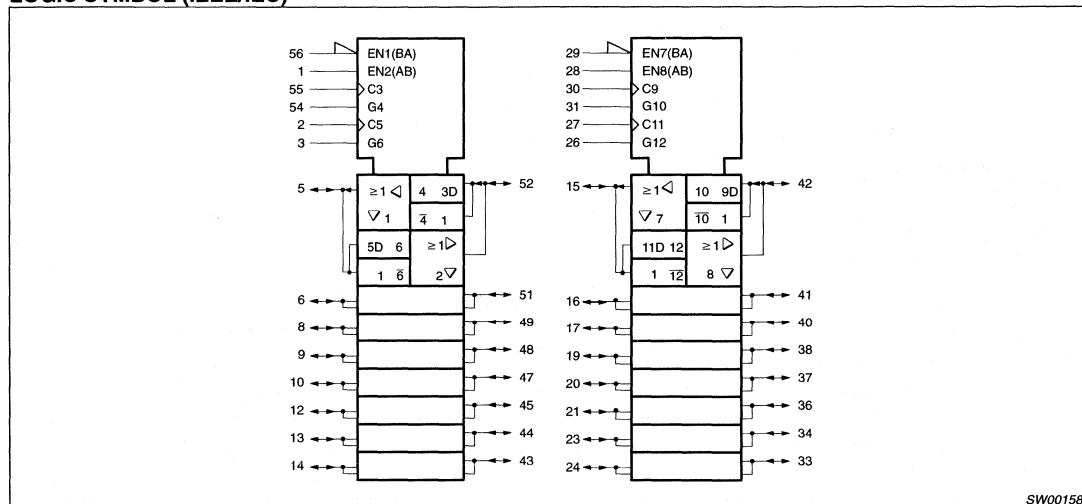 LOGIC SYMBOL (IEEE/IEC)
56 EN1(BA)
1 EN2(AB)
55 C3
54 G4
2 C5
3 G6
5 ≥1 4 3D 52
1 4̅ 1
5D 6 ≥1
1 6̅ 2
6 51
8 49
9 48
10 47
12 45
13 44
14 43
29 EN7(BA)
28 EN8(AB)
30 C9
31 G10
27 C11
26 G12
15 ≥1 10 9D 42
7 1̅0̅ 1
11D 12 ≥1
1 1̅2̅ 8
16 41
17 40
19 38
20 37
21 36
23 34
24 33
SW00158